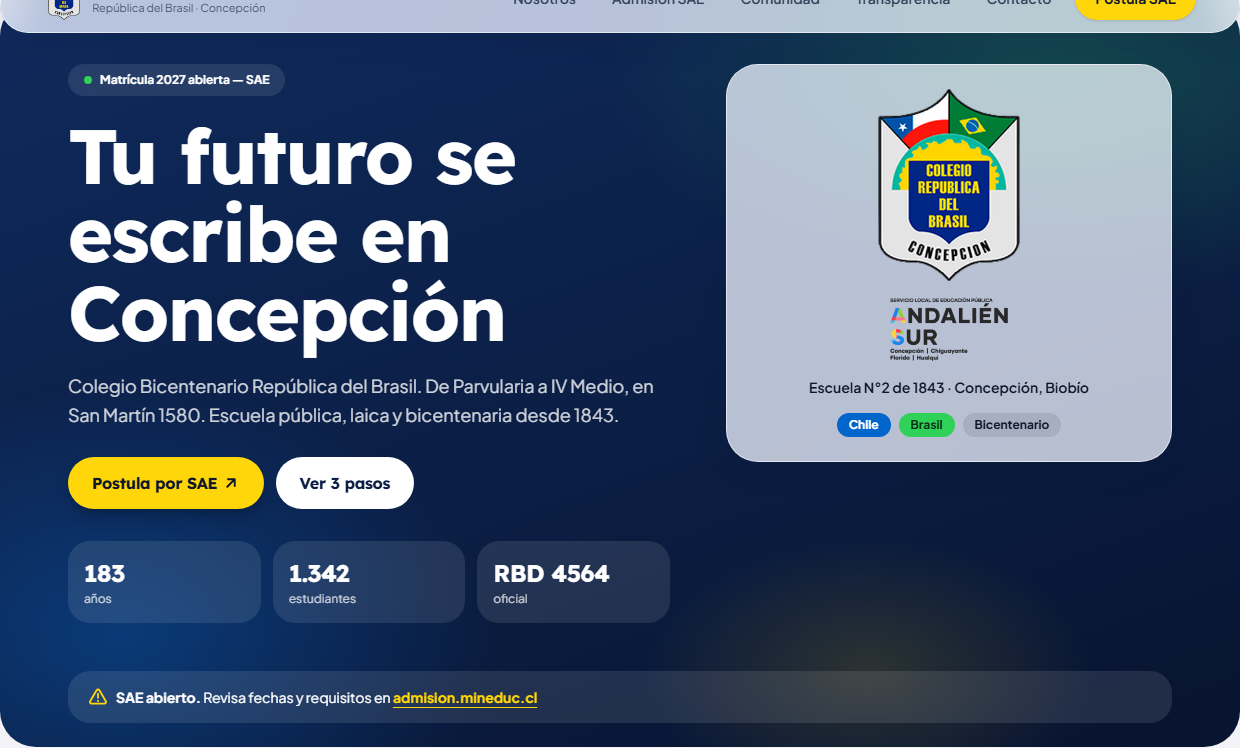 República del Brasil · Concepción
Nosotros Admisión SAE Comunidad Transparencia Contacto Postula SAE
Matrícula 2027 abierta — SAE
Tu futuro se
escribe en
Concepción
Colegio Bicentenario República del Brasil. De Parvularia a IV Medio, en
San Martín 1580. Escuela pública, laica y bicentenaria desde 1843.
Postula por SAE
Ver 3 pasos
183
años
1.342
estudiantes
RBD 4564
oficial
COLEGIO
REPUBLICA
DEL
BRASIL
CONCEPCION
SERVICIO LOCAL DE EDUCACIÓN PÚBLICA
ANDALIÉN
SUR
Concepción | Chiguayante
Florida | Hualqui
Escuela N°2 de 1843 · Concepción, Biobío
Chile Brasil Bicentenario
SAE abierto. Revisa fechas y requisitos en admision.mineduc.cl